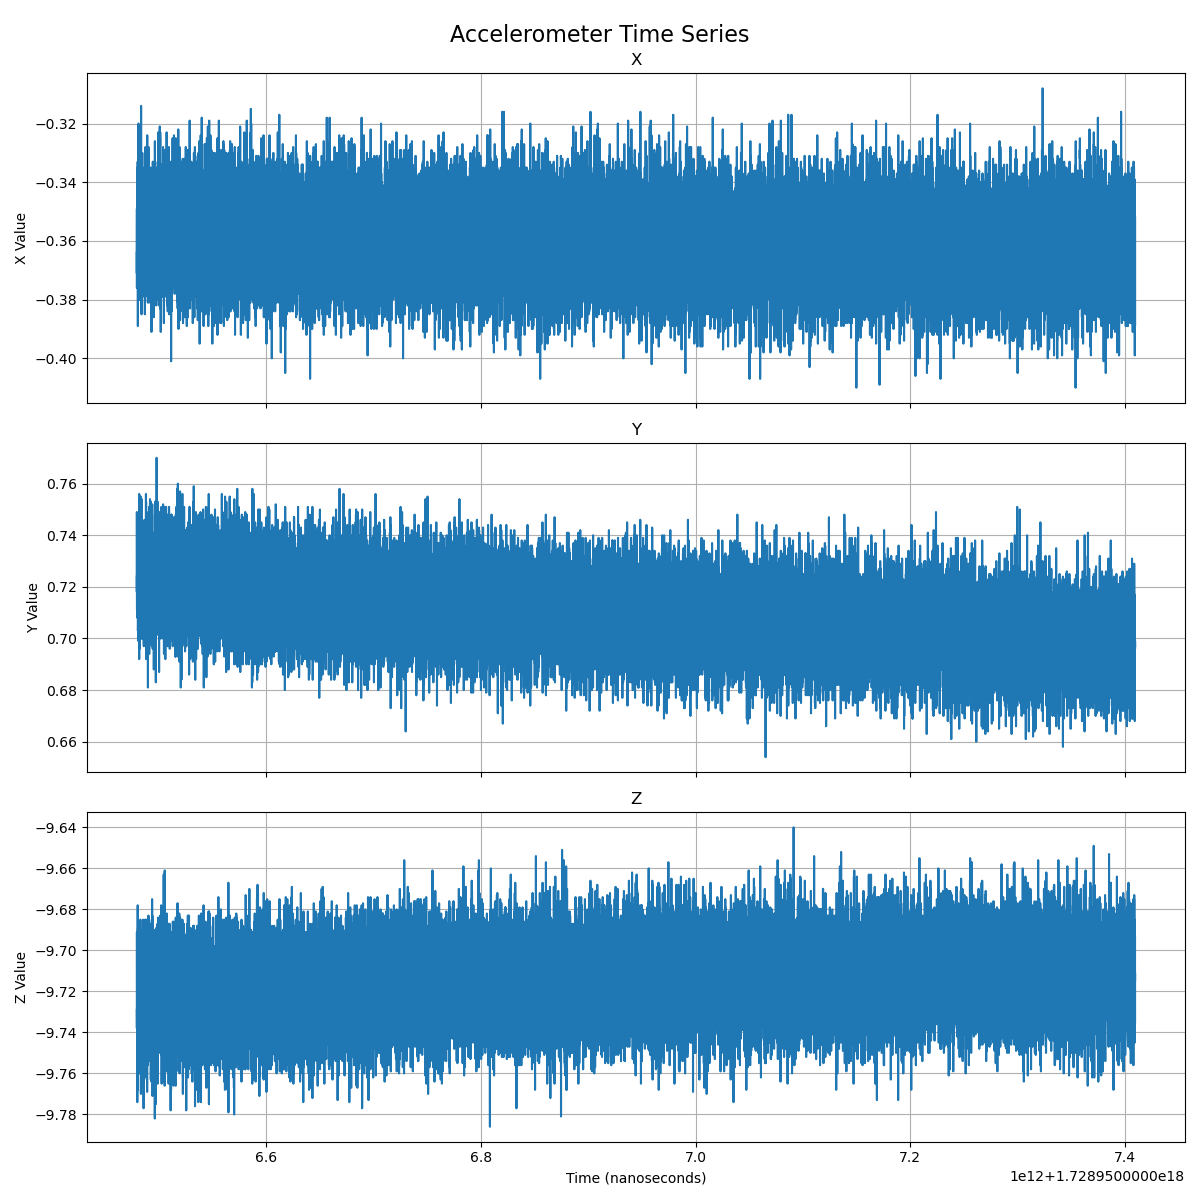 Accelerometer Time Series
X
−0.32
−0.34
−0.36
−0.38
−0.40
X Value
Y
0.76
0.74
0.72
0.70
0.68
0.66
Y Value
Z
−9.64
−9.66
−9.68
−9.70
−9.72
−9.74
−9.76
−9.78
Z Value
6.6 6.8 7.0 7.2 7.4
Time (nanoseconds)
1e12+1.7289500000e18